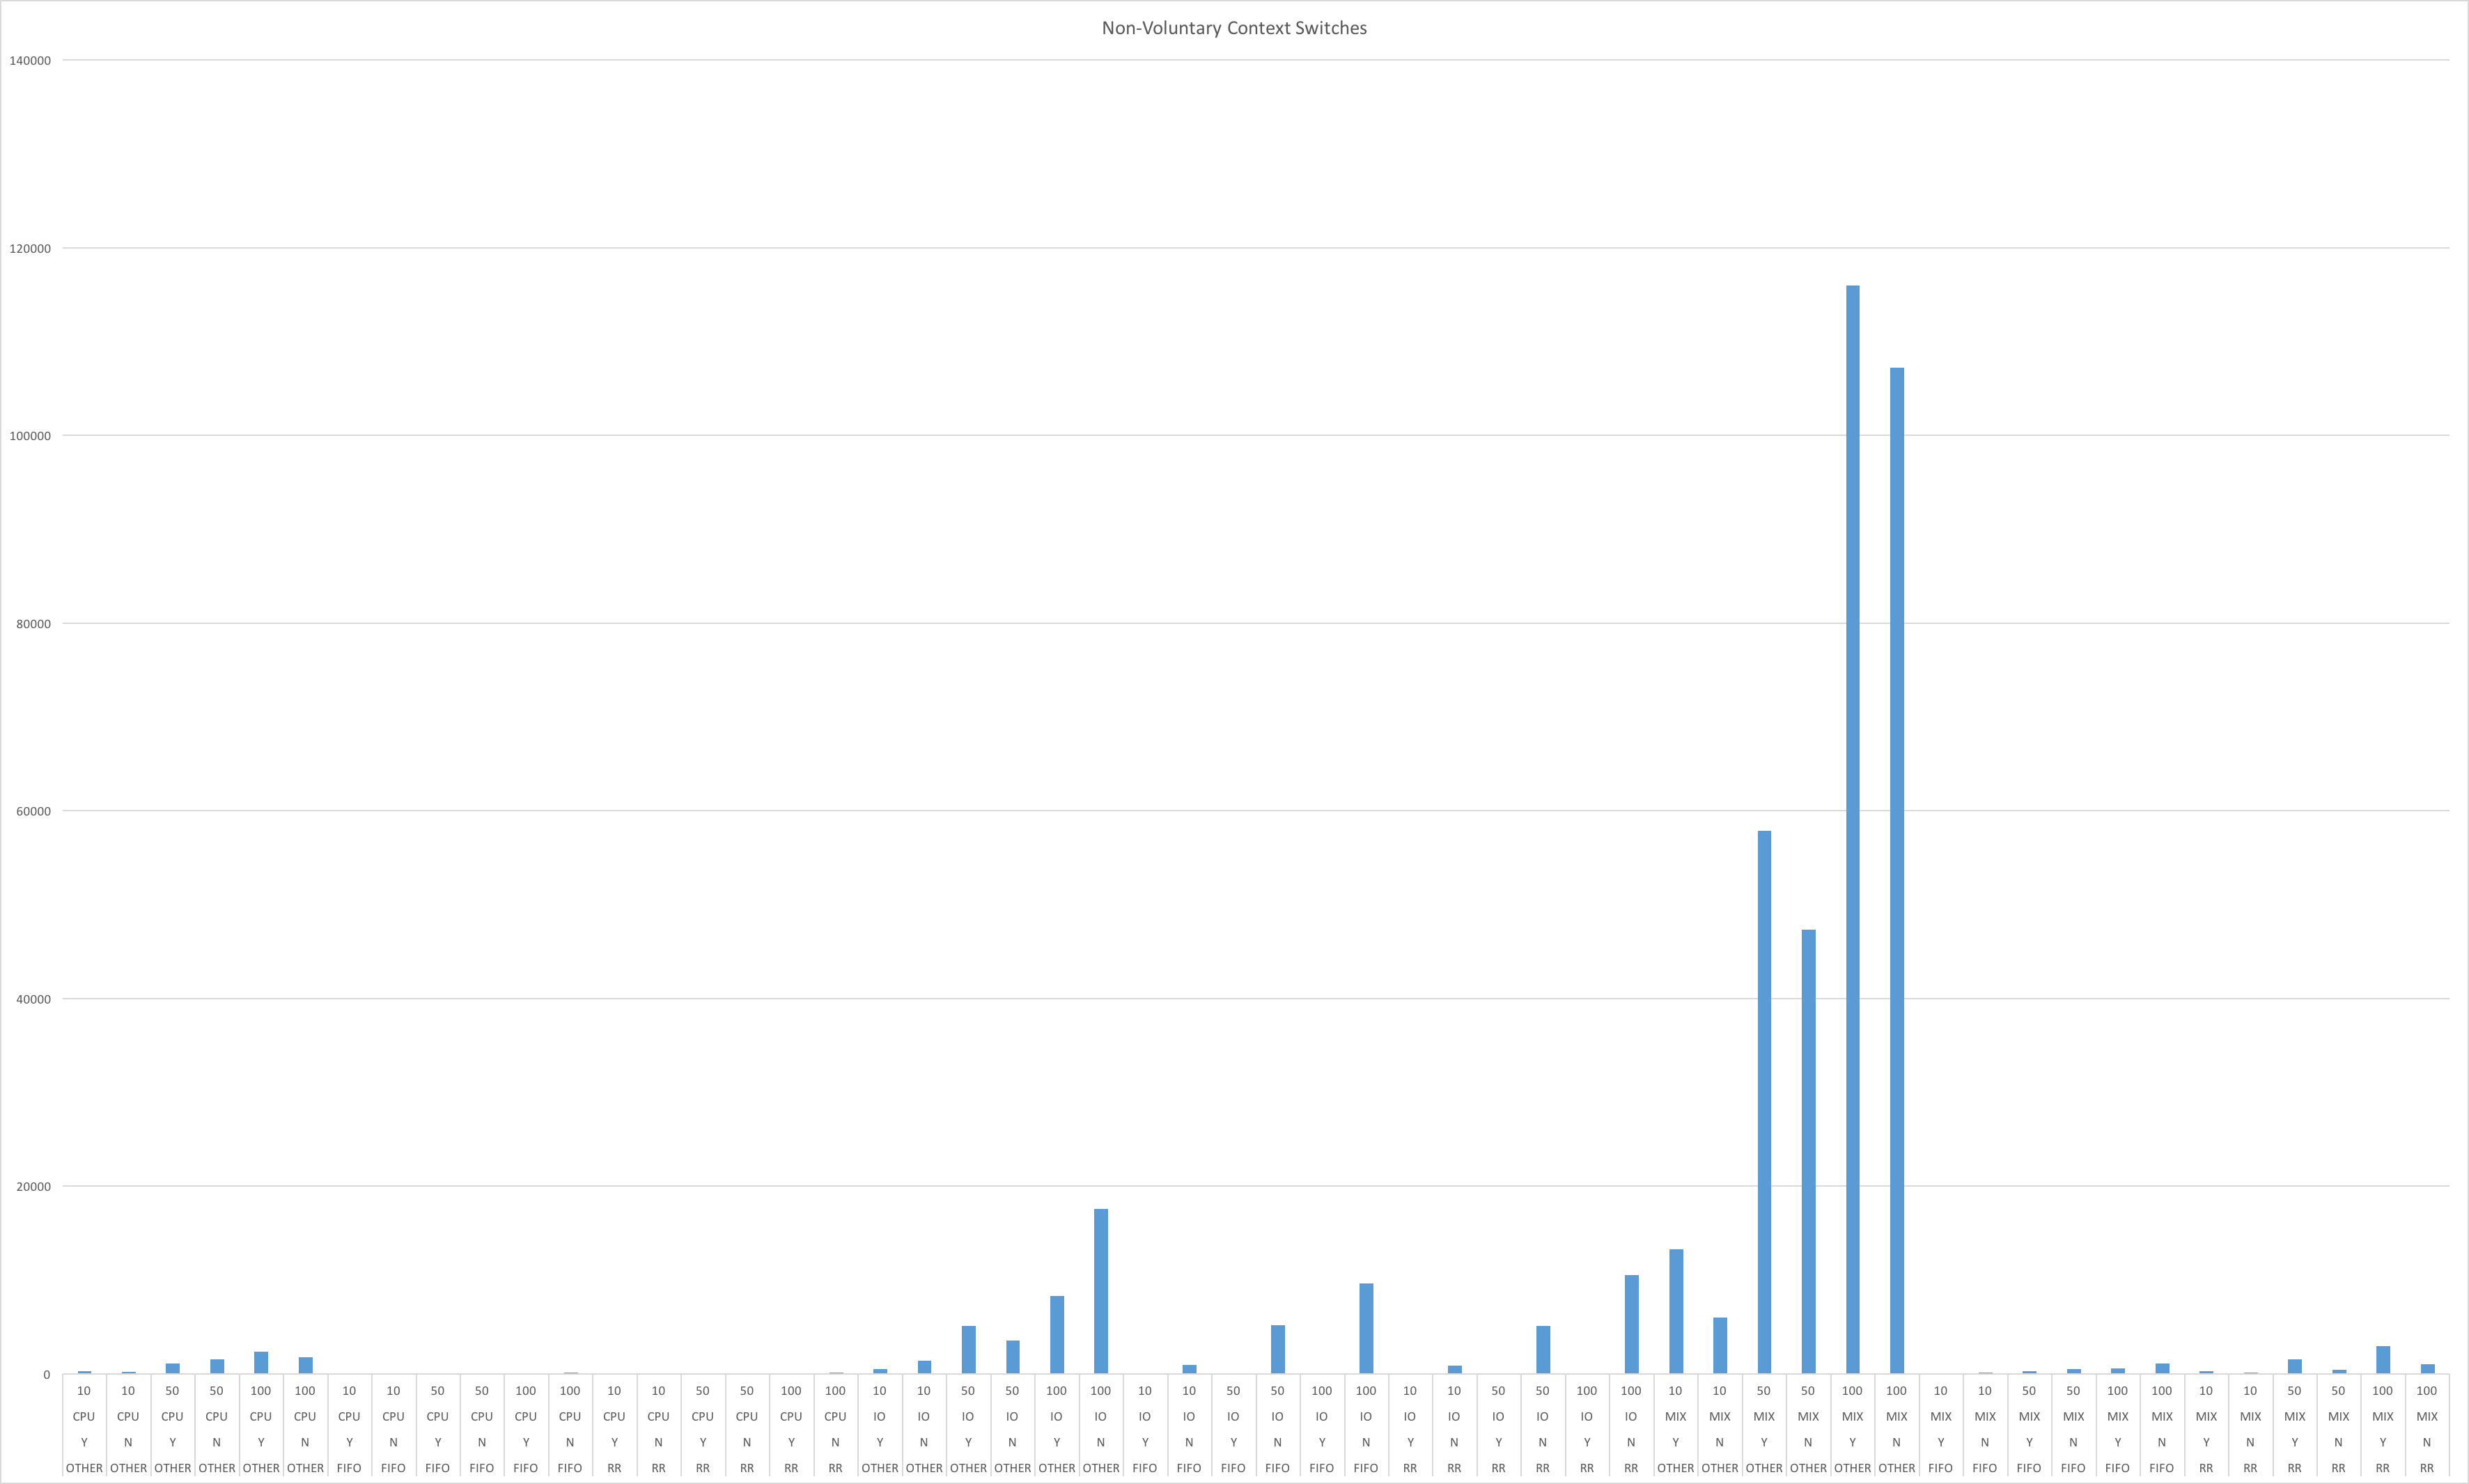 Non-Voluntary Context Switches
140000
120000
100000
80000
60000
40000
20000
0
10 10 50 50 100 100 10 10 50 50 100 100 10 10 50 50 100 100 10 10 50 50 100 100 10 10 50 50 100 100 10 10 50 50 100 100 10 10 50 50 100 100 10 10 50 50 100 100 10 10 50 50 100 100
CPU CPU CPU CPU CPU CPU CPU CPU CPU CPU CPU CPU CPU CPU CPU CPU CPU CPU IO IO IO IO IO IO IO IO IO IO IO IO IO IO IO IO IO IO MIX MIX MIX MIX MIX MIX MIX MIX MIX MIX MIX MIX MIX MIX MIX MIX MIX MIX
Y N Y N Y N Y N Y N Y N Y N Y N Y N Y N Y N Y N Y N Y N Y N Y N Y N Y N Y N Y N Y N Y N Y N Y N Y N Y N Y N
OTHER OTHER OTHER OTHER OTHER OTHER FIFO FIFO FIFO FIFO FIFO FIFO RR RR RR RR RR RR OTHER OTHER OTHER OTHER OTHER OTHER FIFO FIFO FIFO FIFO FIFO FIFO RR RR RR RR RR RR OTHER OTHER OTHER OTHER OTHER OTHER FIFO FIFO FIFO FIFO FIFO FIFO RR RR RR RR RR RR